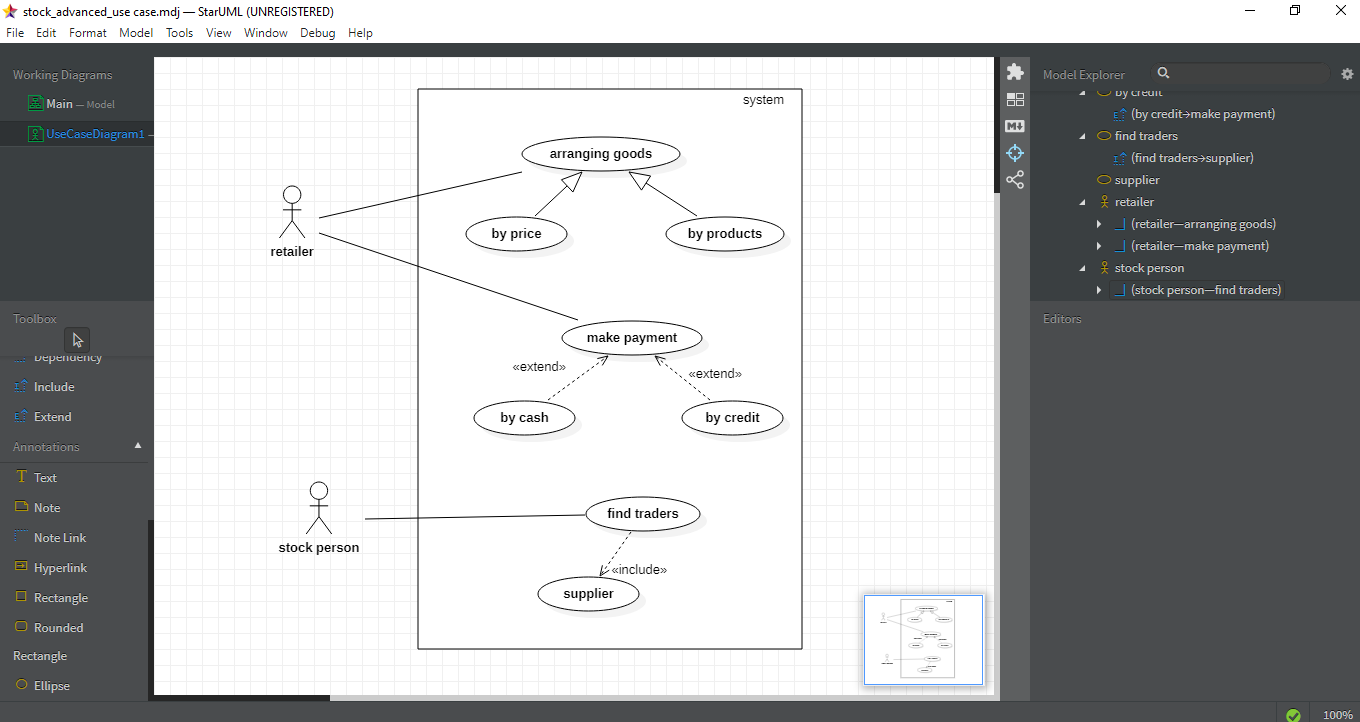 stock_advanced_use case.mdj — StarUML (UNREGISTERED)
File Edit Format Model Tools View Window Debug Help
Working Diagrams
Main — Model
UseCaseDiagram1 –
Toolbox
Dependency
Include
Extend
Annotations
Text
Note
Note Link
Hyperlink
Rectangle
Rounded
Rectangle
Ellipse
system
arranging goods
by price
by products
retailer
make payment
«extend»
«extend»
by cash
by credit
stock person
find traders
«include»
supplier
M
Model Explorer
by credit
(by credit→make payment)
find traders
(find traders→supplier)
supplier
retailer
(retailer—arranging goods)
(retailer—make payment)
stock person
(stock person—find traders)
Editors
100%